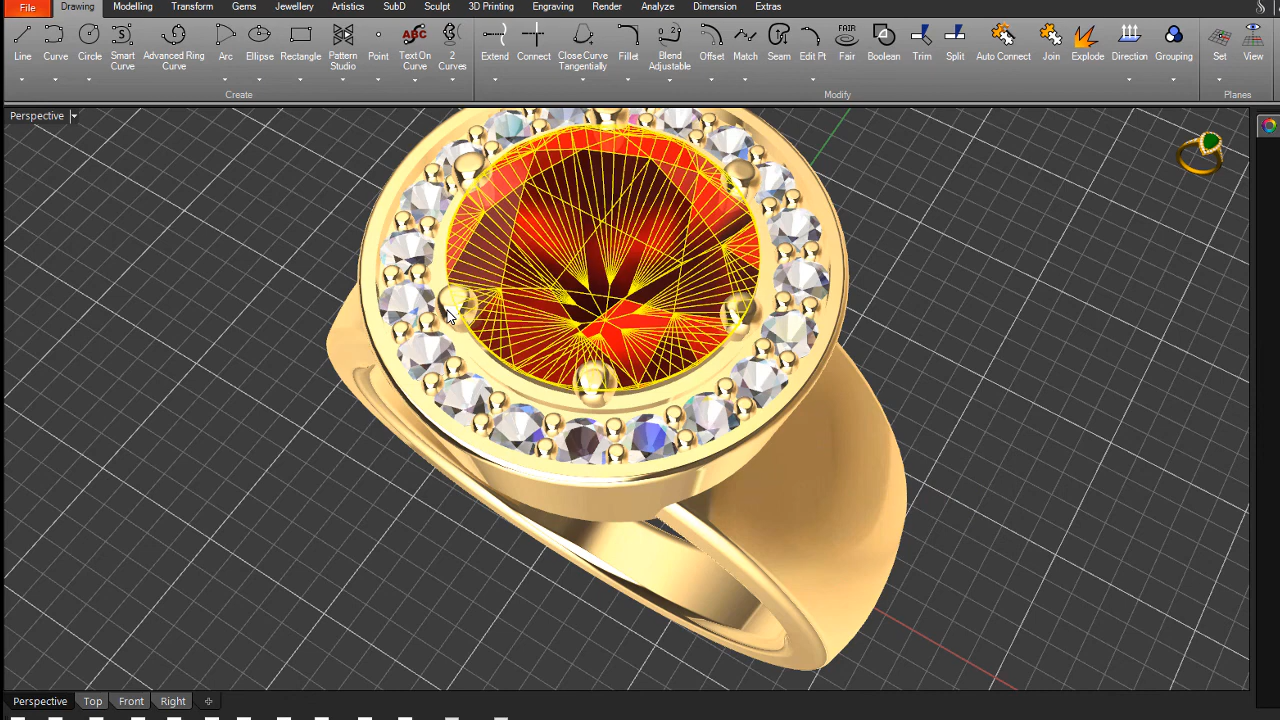 File Drawing Modelling Transform Gems Jewellery Artistics SubD Sculpt 3D Printing Engraving Render Analyze Dimension Extras
Line Curve Circle Smart Curve Advanced Ring Curve Arc Ellipse Rectangle Pattern Studio Point ABC Text On Curve 2 Curves Extend Connect Close Curve Tangentially Fillet Blend Adjustable Offset Match Seam Edit Pt FAIR Fair Boolean Trim Split Auto Connect Join Explode Direction Grouping Set View
Create Modify Planes
Perspective
Perspective Top Front Right